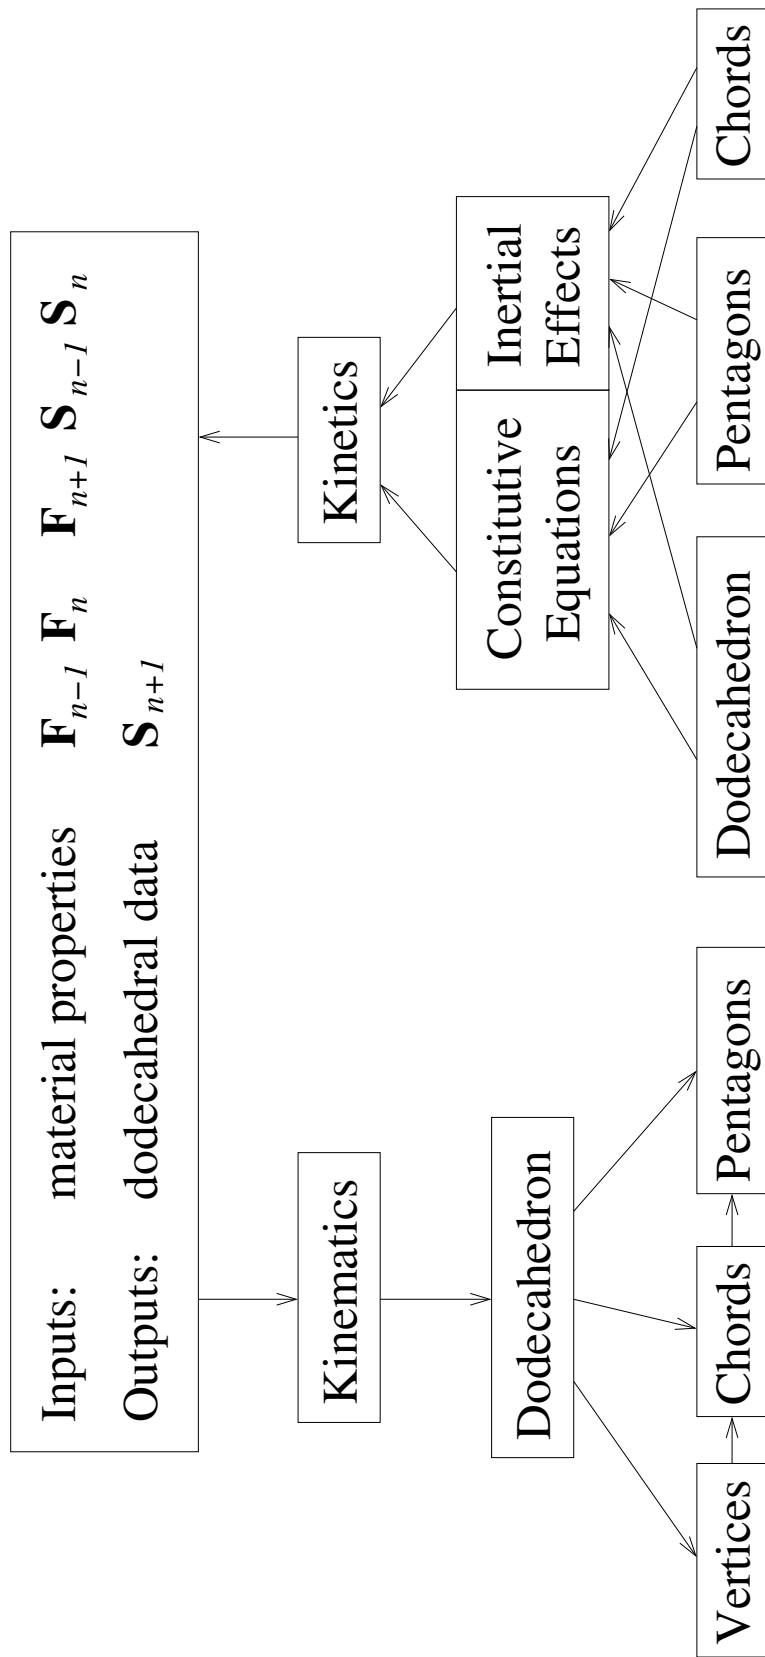 Inputs: material properties F_{n−1} F_n F_{n+1} S_{n−1} S_n
Outputs: dodecahedral data S_{n+1}
Kinematics
Kinetics
Dodecahedron
Constitutive
Equations
Inertial
Effects
Vertices
Chords
Pentagons
Dodecahedron
Pentagons
Chords